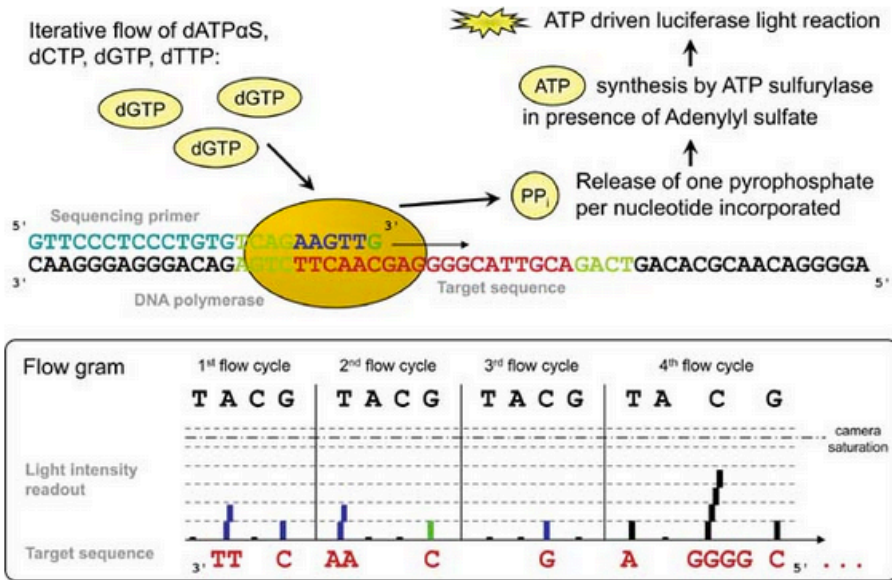 Iterative flow of dATPαS,
dCTP, dGTP, dTTP:
dGTP
dGTP
dGTP
ATP driven luciferase light reaction
ATP synthesis by ATP sulfurylase
in presence of Adenylyl sulfate
PPi Release of one pyrophosphate
per nucleotide incorporated
Sequencing primer
5' 3'
GTTCCCTCCCTGTGTCAGAAGTTG
CAAGGGAGGGACAGAGTCTTCAACGAGGGGCATTGCAGACTGACACGCAACAGGGGA
3' 5'
DNA polymerase
Target sequence
Flow gram
1st flow cycle 2nd flow cycle 3rd flow cycle 4th flow cycle
T A C G T A C G T A C G T A C G
camera
saturation
Light intensity
readout
Target sequence
3' TT C AA C G A GGGG C 5' ...